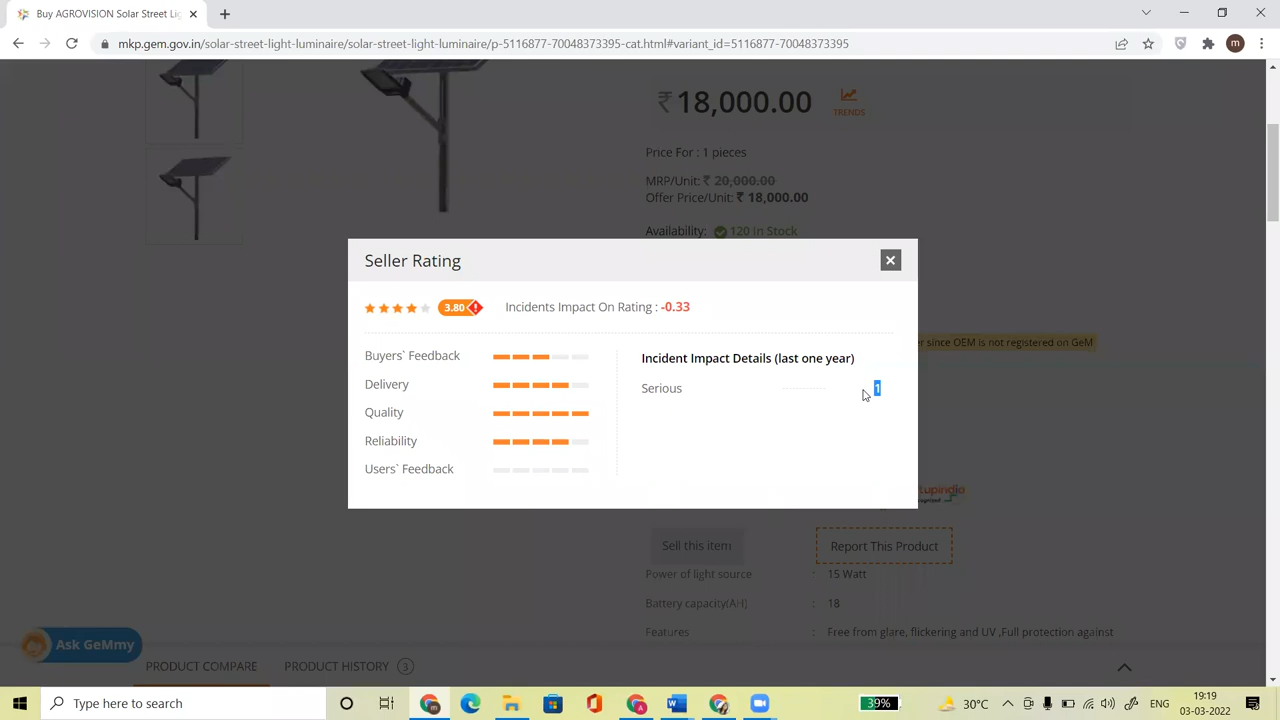 Buy AGROVISION Solar Street Lig
mkp.gem.gov.in/solar-street-light-luminaire/solar-street-light-luminaire/p-5116877-70048373395-cat.html#variant_id=5116877-70048373395
m
₹ 18,000.00
TRENDS
Price For : 1 pieces
MRP/Unit: ₹ 20,000.00
Offer Price/Unit: ₹ 18,000.00
Availability: 120 In Stock
Seller Rating
3.80
Incidents Impact On Rating : -0.33
er since OEM is not registered on GeM
Buyers` Feedback
Delivery
Quality
Reliability
Users` Feedback
Incident Impact Details (last one year)
Serious 1
Sell this item
Report This Product
Power of light source : 15 Watt
Battery capacity(AH) : 18
Features : Free from glare, flickering and UV ,Full protection against
Ask GeMmy
PRODUCT COMPARE
PRODUCT HISTORY 3
Type here to search
39%
30°C
ENG
19:19
03-03-2022